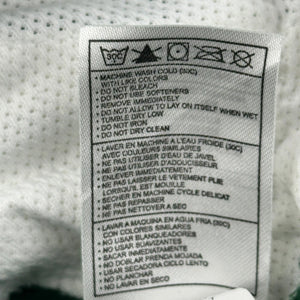 30C
• MACHINE WASH COLD (30C)
WITH LIKE COLORS
• DO NOT BLEACH
• DO NOT USE SOFTENERS
• REMOVE IMMEDIATELY
• DO NOT ALLOW TO LAY ON ITSELF WHEN WET
• TUMBLE DRY LOW
• DO NOT IRON
• DO NOT DRY CLEAN
• LAVER EN MACHINE A L'EAU FROIDE (30C)
AVEC COULEURS SIMILAIRES
• NE PAS UTILISER D'EAU DE JAVEL
• NE PAS UTILISER D'ADOUCISSEUR
• ENLEVER IMMEDIATEMENT
• NE PAS LAISSER LE VETEMENT PLIE
LORSQU'IL EST MOUILLE
• SECHER EN MACHINE CYCLE DELICAT
• NE PAS REPASSER
• NE PAS NETTOYER A SEC
• LAVAR A MAQUINA EN AGUA FRIA (30C)
CON COLORES SIMILARES
• NO USAR BLANQUEADORES
• NO USAR SUAVIZANTES
• SACAR INMEDIATAMENTE
• NO DOBLAR PRENDA MOJADA
• USAR SECADORA CICLO LENTO
• NO PLANCHAR